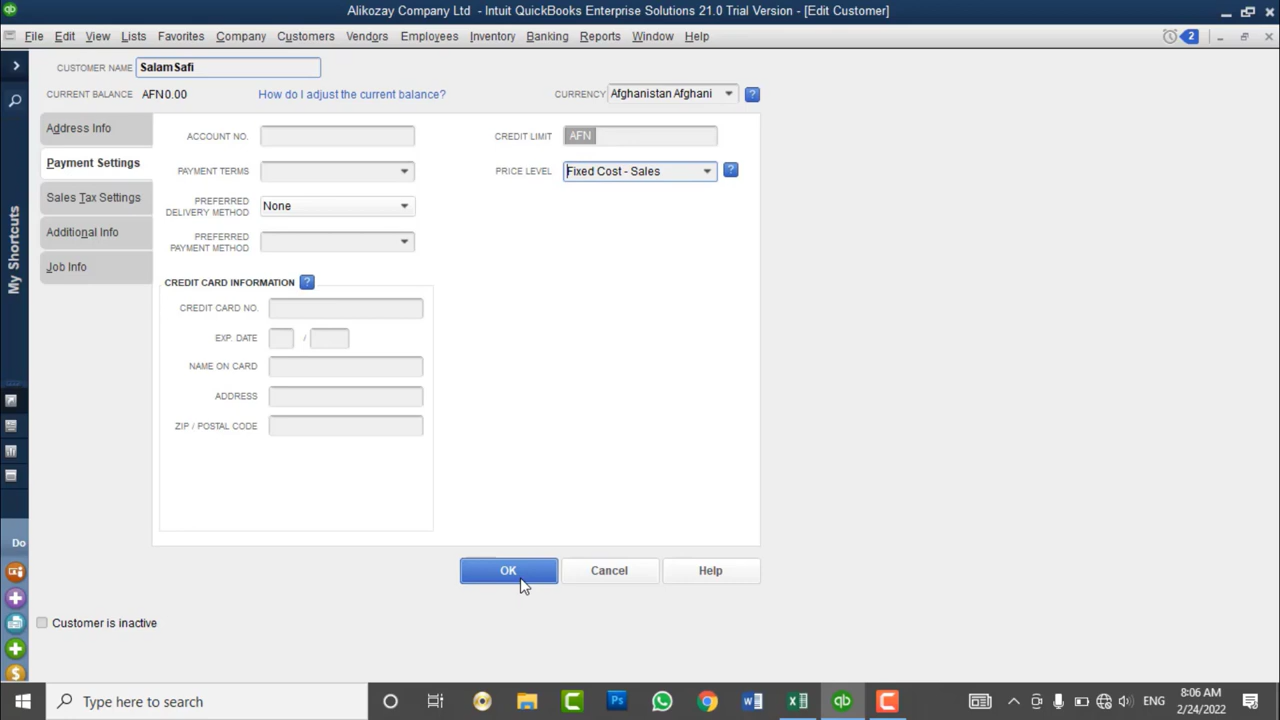 Alikozay Company Ltd - Intuit QuickBooks Enterprise Solutions 21.0 Trial Version - [Edit Customer]
File Edit View Lists Favorites Company Customers Vendors Employees Inventory Banking Reports Window Help 2
CUSTOMER NAME SalamSafi
CURRENT BALANCE AFN0.00 How do I adjust the current balance? CURRENCY Afghanistan Afghani ?
Address Info
Payment Settings
Sales Tax Settings
Additional Info
Job Info
ACCOUNT NO.
PAYMENT TERMS
PREFERRED
DELIVERY METHOD
None
PREFERRED
PAYMENT METHOD
CREDIT LIMIT AFN
PRICE LEVEL Fixed Cost - Sales ?
CREDIT CARD INFORMATION ?
CREDIT CARD NO.
EXP. DATE /
NAME ON CARD
ADDRESS
ZIP / POSTAL CODE
OK Cancel Help
Customer is inactive
My Shortcuts
Do
Type here to search
ENG
8:06 AM
2/24/2022